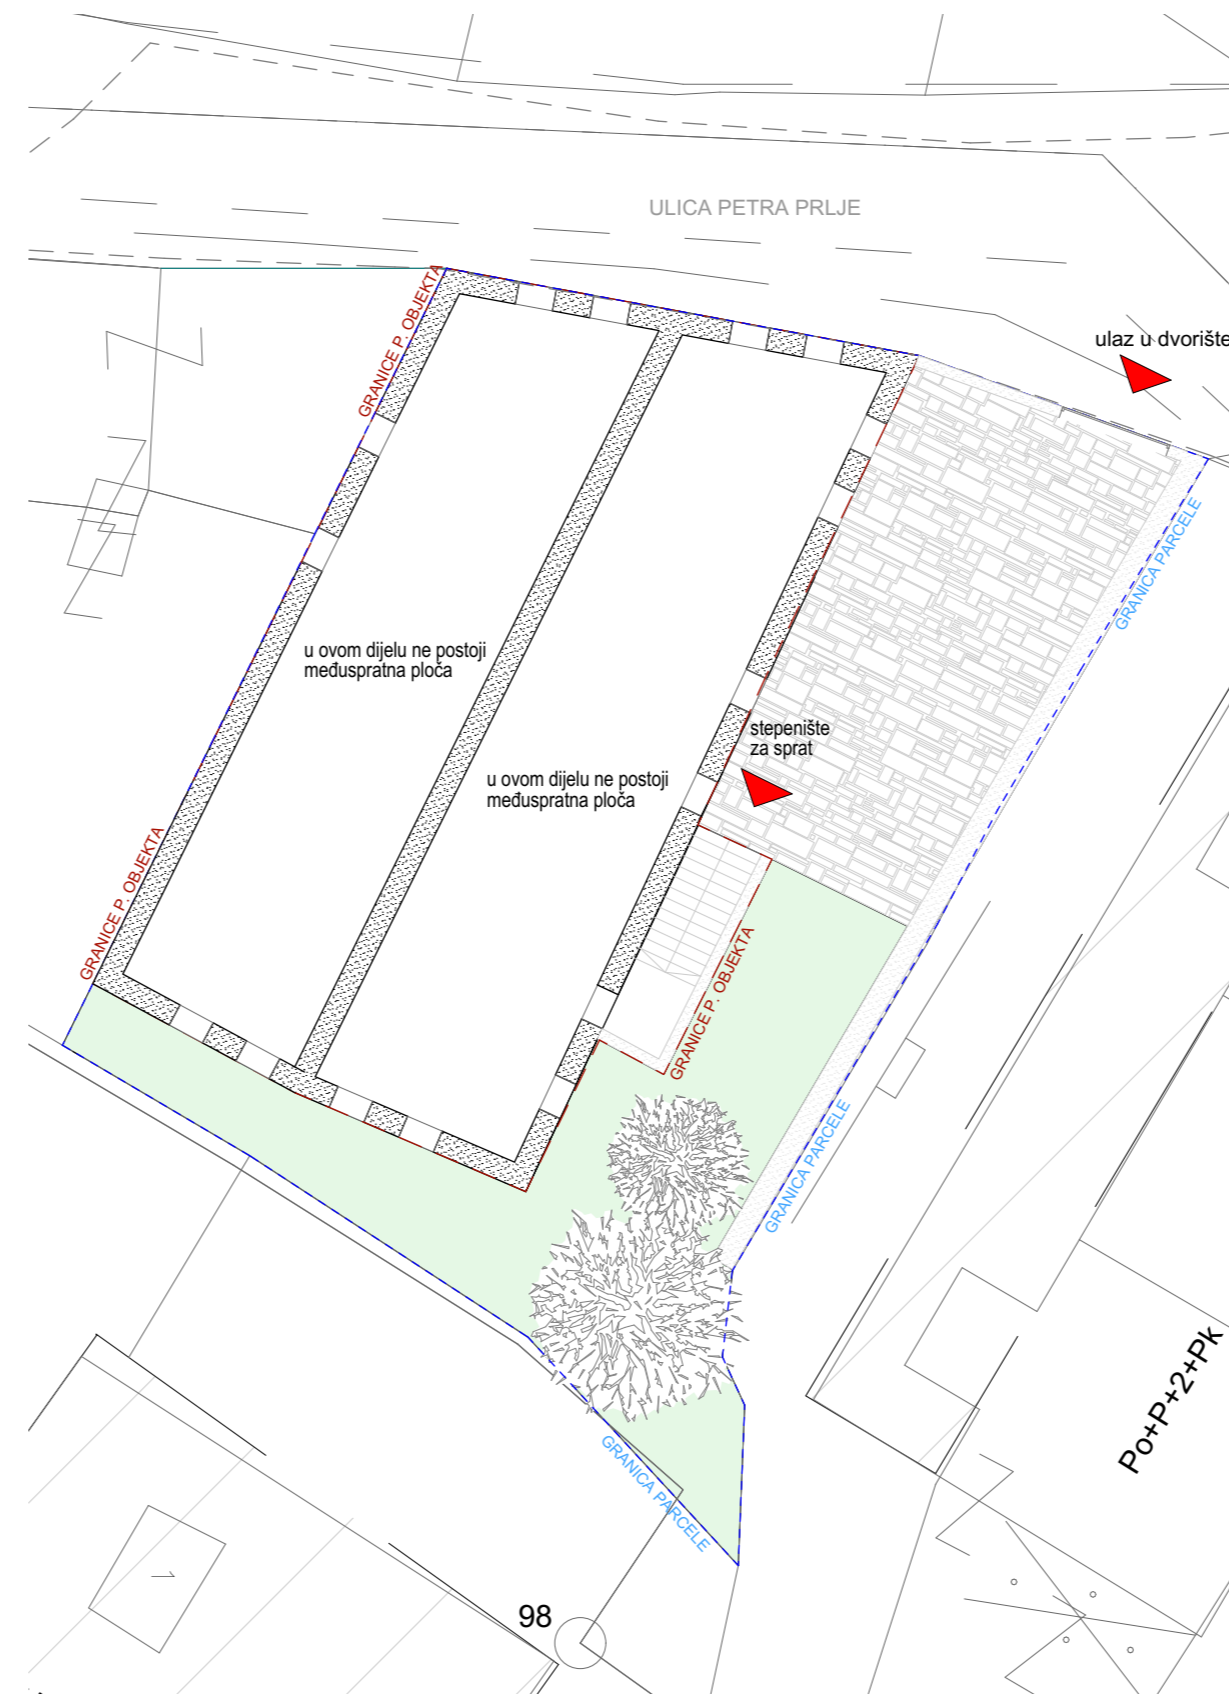 ULICA PETRA PRLJE
ulaz u dvorište
GRANICE P. OBJEKTA
GRANICA PARCELE
u ovom dijelu ne postoji
međuspratna ploča
stepenište
za sprat
u ovom dijelu ne postoji
međuspratna ploča
GRANICE P. OBJEKTA
GRANICE P. OBJEKTA
GRANICA PARCELE
Po+P+2+Pk
GRANICA PARCELE
98